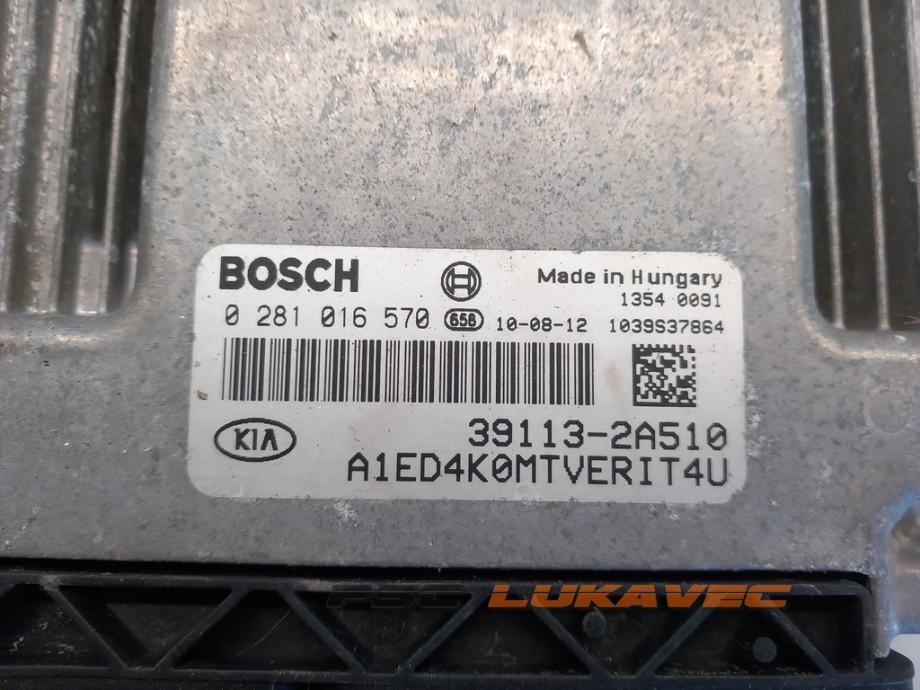 BOSCH
Made in Hungary
1354 0091
0 281 016 570 658 10-08-12 1039S37864
KIA
39113-2A510
A1ED4K0MTVERIT4U
PSC LUKAVEC